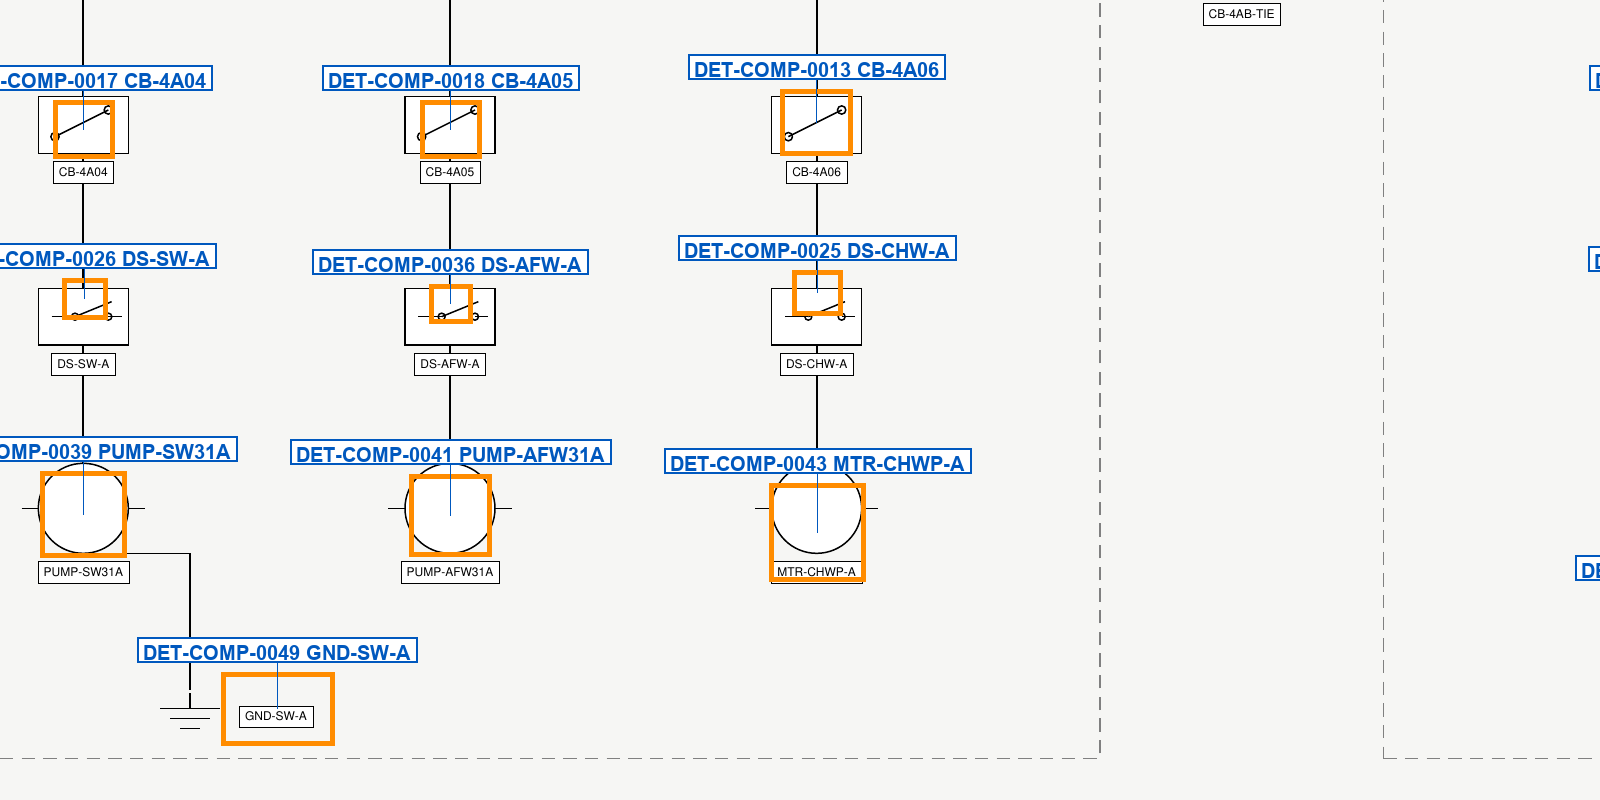 CB-4AB-TIE
-COMP-0017 CB-4A04
DET-COMP-0018 CB-4A05
DET-COMP-0013 CB-4A06
CB-4A04
CB-4A05
CB-4A06
-COMP-0026 DS-SW-A
DET-COMP-0036 DS-AFW-A
DET-COMP-0025 DS-CHW-A
DS-SW-A
DS-AFW-A
DS-CHW-A
OMP-0039 PUMP-SW31A
DET-COMP-0041 PUMP-AFW31A
DET-COMP-0043 MTR-CHWP-A
PUMP-SW31A
PUMP-AFW31A
MTR-CHWP-A
DE
DET-COMP-0049 GND-SW-A
GND-SW-A